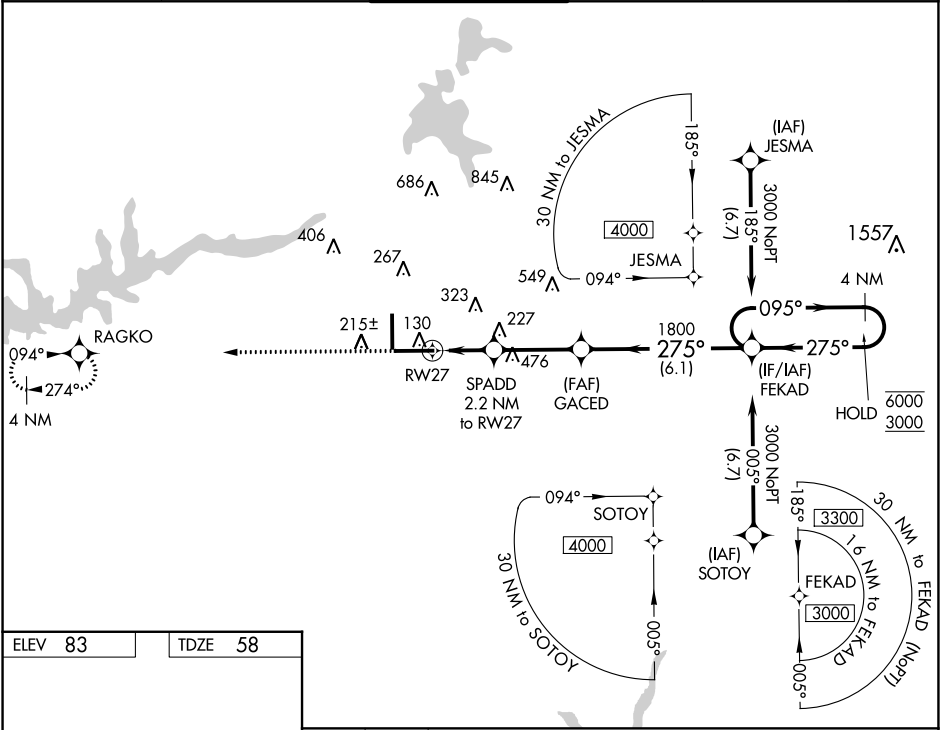 (IAF)
JESMA
30 NM to JESMA
185°
3000 NoPT
185°
(6.7)
4000
JESMA
094°
686
845
406
267
323
549
1557
4 NM
095°
215±
130
227
476
1800
275°
(6.1)
275°
RAGKO
094°
274°
4 NM
RW27
SPADD
2.2 NM
to RW27
(FAF)
GACED
(IF/IAF)
FEKAD
HOLD
6000
3000
3000 NoPT
005°
(6.7)
(IAF)
SOTOY
094°
SOTOY
4000
30 NM to SOTOY
005°
185°
3300
30 NM to FEKAD (NoPT)
16 NM to FEKAD
FEKAD
3000
005°
ELEV 83
TDZE 58